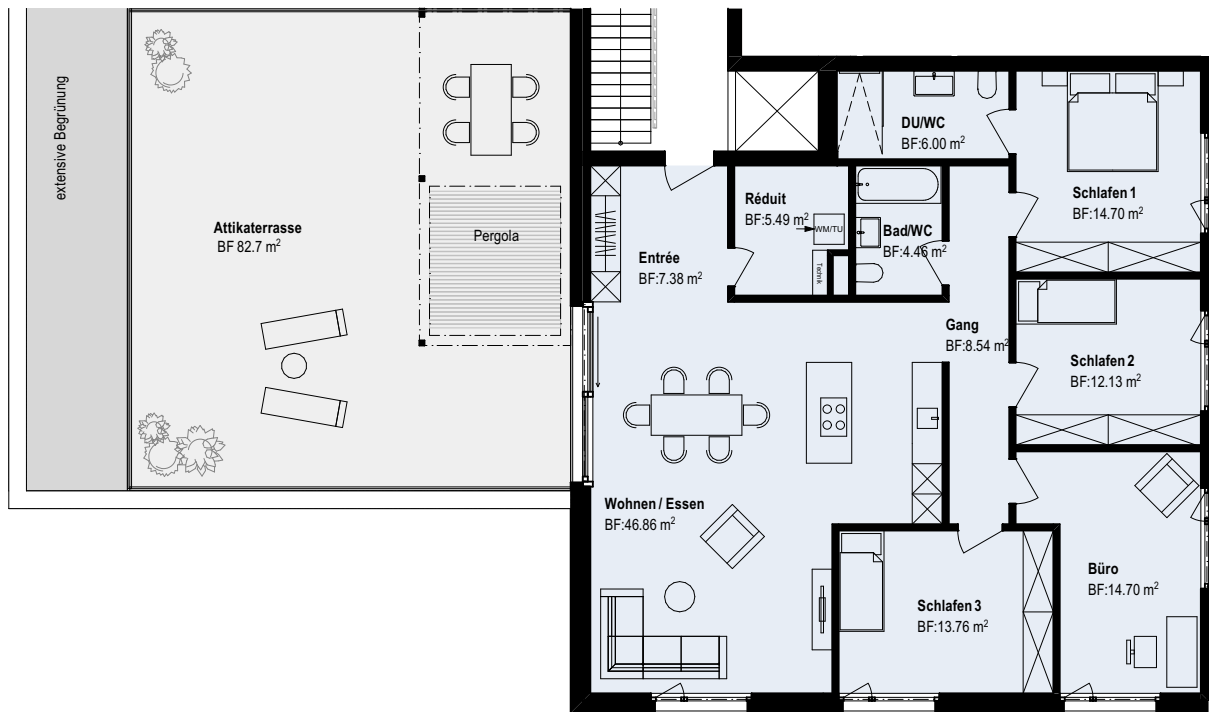 extensive Begrünung
Attikaterrasse
BF 82.7 m²
Pergola
DU/WC
BF:6.00 m²
Schlafen 1
BF:14.70 m²
Réduit
BF:5.49 m²
WM/TU
Technik
Bad/WC
BF:4.46 m²
Entrée
BF:7.38 m²
Gang
BF:8.54 m²
Schlafen 2
BF:12.13 m²
Wohnen / Essen
BF:46.86 m²
Büro
BF:14.70 m²
Schlafen 3
BF:13.76 m²